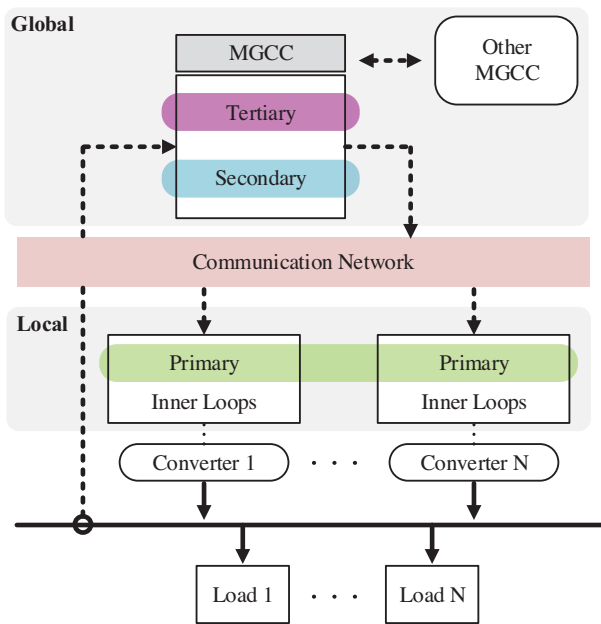 Global
MGCC
Other
MGCC
Tertiary
Secondary
Communication Network
Local
Primary
Primary
Inner Loops
Inner Loops
Converter 1
. . .
Converter N
Load 1
. . .
Load N